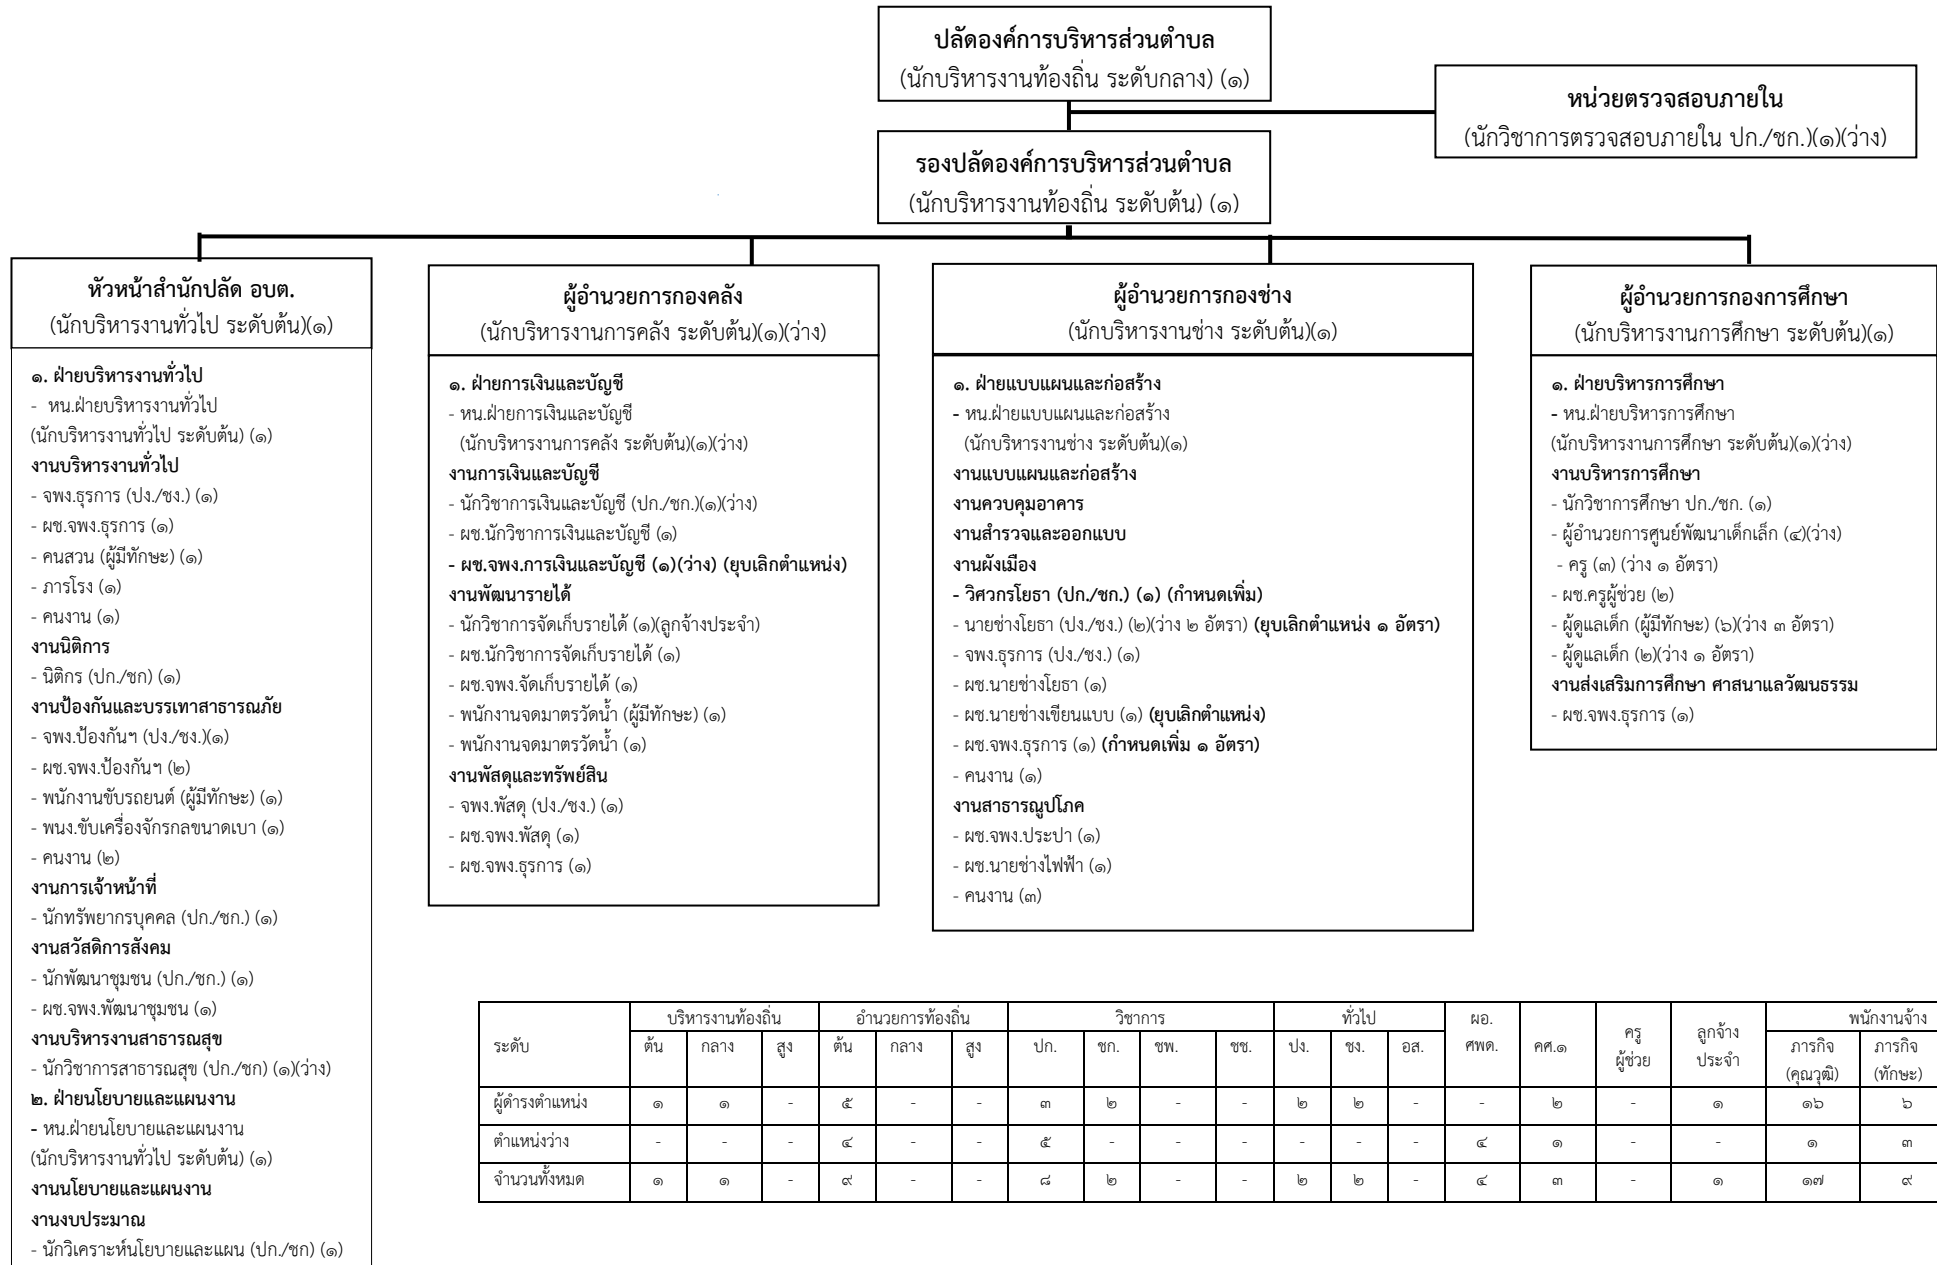 ปลัดองค์การบริหารส่วนตำบล
(นักบริหารงานท้องถิ่น ระดับกลาง) (๑)
หน่วยตรวจสอบภายใน
(นักวิชาการตรวจสอบภายใน ปก./ชก.)(๑)(ว่าง)
รองปลัดองค์การบริหารส่วนตำบล
(นักบริหารงานท้องถิ่น ระดับต้น) (๑)
หัวหน้าสำนักปลัด อบต.
(นักบริหารงานทั่วไป ระดับต้น)(๑)
๑. ฝ่ายบริหารงานทั่วไป
- หน.ฝ่ายบริหารงานทั่วไป
(นักบริหารงานทั่วไป ระดับต้น) (๑)
งานบริหารงานทั่วไป
- จพง.ธุรการ (ปง./ชง.) (๑)
- ผช.จพง.ธุรการ (๑)
- คนสวน (ผู้มีทักษะ) (๑)
- ภารโรง (๑)
- คนงาน (๑)
งานนิติการ
- นิติกร (ปก./ชก) (๑)
งานป้องกันและบรรเทาสาธารณภัย
- จพง.ป้องกันฯ (ปง./ชง.)(๑)
- ผช.จพง.ป้องกันฯ (๒)
- พนักงานขับรถยนต์ (ผู้มีทักษะ) (๑)
- พนง.ขับเครื่องจักรกลขนาดเบา (๑)
- คนงาน (๒)
งานการเจ้าหน้าที่
- นักทรัพยากรบุคคล (ปก./ชก.) (๑)
งานสวัสดิการสังคม
- นักพัฒนาชุมชน (ปก./ชก.) (๑)
- ผช.จพง.พัฒนาชุมชน (๑)
งานบริหารงานสาธารณสุข
- นักวิชาการสาธารณสุข (ปก./ชก) (๑)(ว่าง)
๒. ฝ่ายนโยบายและแผนงาน
- หน.ฝ่ายนโยบายและแผนงาน
(นักบริหารงานทั่วไป ระดับต้น) (๑)
งานนโยบายและแผนงาน
งานงบประมาณ
- นักวิเคราะห์นโยบายและแผน (ปก./ชก) (๑)
ผู้อำนวยการกองคลัง
(นักบริหารงานการคลัง ระดับต้น)(๑)(ว่าง)
๑. ฝ่ายการเงินและบัญชี
- หน.ฝ่ายการเงินและบัญชี
(นักบริหารงานการคลัง ระดับต้น)(๑)(ว่าง)
งานการเงินและบัญชี
- นักวิชาการเงินและบัญชี (ปก./ชก.)(๑)(ว่าง)
- ผช.นักวิชาการเงินและบัญชี (๑)
- ผช.จพง.การเงินและบัญชี (๑)(ว่าง) (ยุบเลิกตำแหน่ง)
งานพัฒนารายได้
- นักวิชาการจัดเก็บรายได้ (๑)(ลูกจ้างประจำ)
- ผช.นักวิชาการจัดเก็บรายได้ (๑)
- ผช.จพง.จัดเก็บรายได้ (๑)
- พนักงานจดมาตรวัดน้ำ (ผู้มีทักษะ) (๑)
- พนักงานจดมาตรวัดน้ำ (๑)
งานพัสดุและทรัพย์สิน
- จพง.พัสดุ (ปง./ชง.) (๑)
- ผช.จพง.พัสดุ (๑)
- ผช.จพง.ธุรการ (๑)
ผู้อำนวยการกองช่าง
(นักบริหารงานช่าง ระดับต้น)(๑)
๑. ฝ่ายแบบแผนและก่อสร้าง
- หน.ฝ่ายแบบแผนและก่อสร้าง
(นักบริหารงานช่าง ระดับต้น)(๑)
งานแบบแผนและก่อสร้าง
งานควบคุมอาคาร
งานสำรวจและออกแบบ
งานผังเมือง
- วิศวกรโยธา (ปก./ชก.) (๑) (กำหนดเพิ่ม)
- นายช่างโยธา (ปง./ชง.) (๒)(ว่าง ๒ อัตรา) (ยุบเลิกตำแหน่ง ๑ อัตรา)
- จพง.ธุรการ (ปง./ชง.) (๑)
- ผช.นายช่างโยธา (๑)
- ผช.นายช่างเขียนแบบ (๑) (ยุบเลิกตำแหน่ง)
- ผช.จพง.ธุรการ (๑) (กำหนดเพิ่ม ๑ อัตรา)
- คนงาน (๑)
งานสาธารณูปโภค
- ผช.จพง.ประปา (๑)
- ผช.นายช่างไฟฟ้า (๑)
- คนงาน (๓)
ผู้อำนวยการกองการศึกษา
(นักบริหารงานการศึกษา ระดับต้น)(๑)
๑. ฝ่ายบริหารการศึกษา
- หน.ฝ่ายบริหารการศึกษา
(นักบริหารงานการศึกษา ระดับต้น)(๑)(ว่าง)
งานบริหารการศึกษา
- นักวิชาการศึกษา ปก./ชก. (๑)
- ผู้อำนวยการศูนย์พัฒนาเด็กเล็ก (๔)(ว่าง)
- ครู (๓) (ว่าง ๑ อัตรา)
- ผช.ครูผู้ช่วย (๒)
- ผู้ดูแลเด็ก (ผู้มีทักษะ) (๖)(ว่าง ๓ อัตรา)
- ผู้ดูแลเด็ก (๒)(ว่าง ๑ อัตรา)
งานส่งเสริมการศึกษา ศาสนาแลวัฒนธรรม
- ผช.จพง.ธุรการ (๑)
ระดับ บริหารงานท้องถิ่น อำนวยการท้องถิ่น วิชาการ ทั่วไป ผอ. ศพด. คศ.๑ ครู ผู้ช่วย ลูกจ้าง ประจำ พนักงานจ้าง
ต้น กลาง สูง ต้น กลาง สูง ปก. ชก. ชพ. ชช. ปง. ชง. อส. ภารกิจ (คุณวุฒิ) ภารกิจ (ทักษะ)
ผู้ดำรงตำแหน่ง ๑ ๑ - ๕ - - ๓ ๒ - - ๒ ๒ - - ๒ - ๑ ๑๖ ๖
ตำแหน่งว่าง - - - ๔ - - ๕ - - - - - - ๔ ๑ - - ๑ ๓
จำนวนทั้งหมด ๑ ๑ - ๙ - - ๘ ๒ - - ๒ ๒ - ๔ ๓ - ๑ ๑๗ ๙